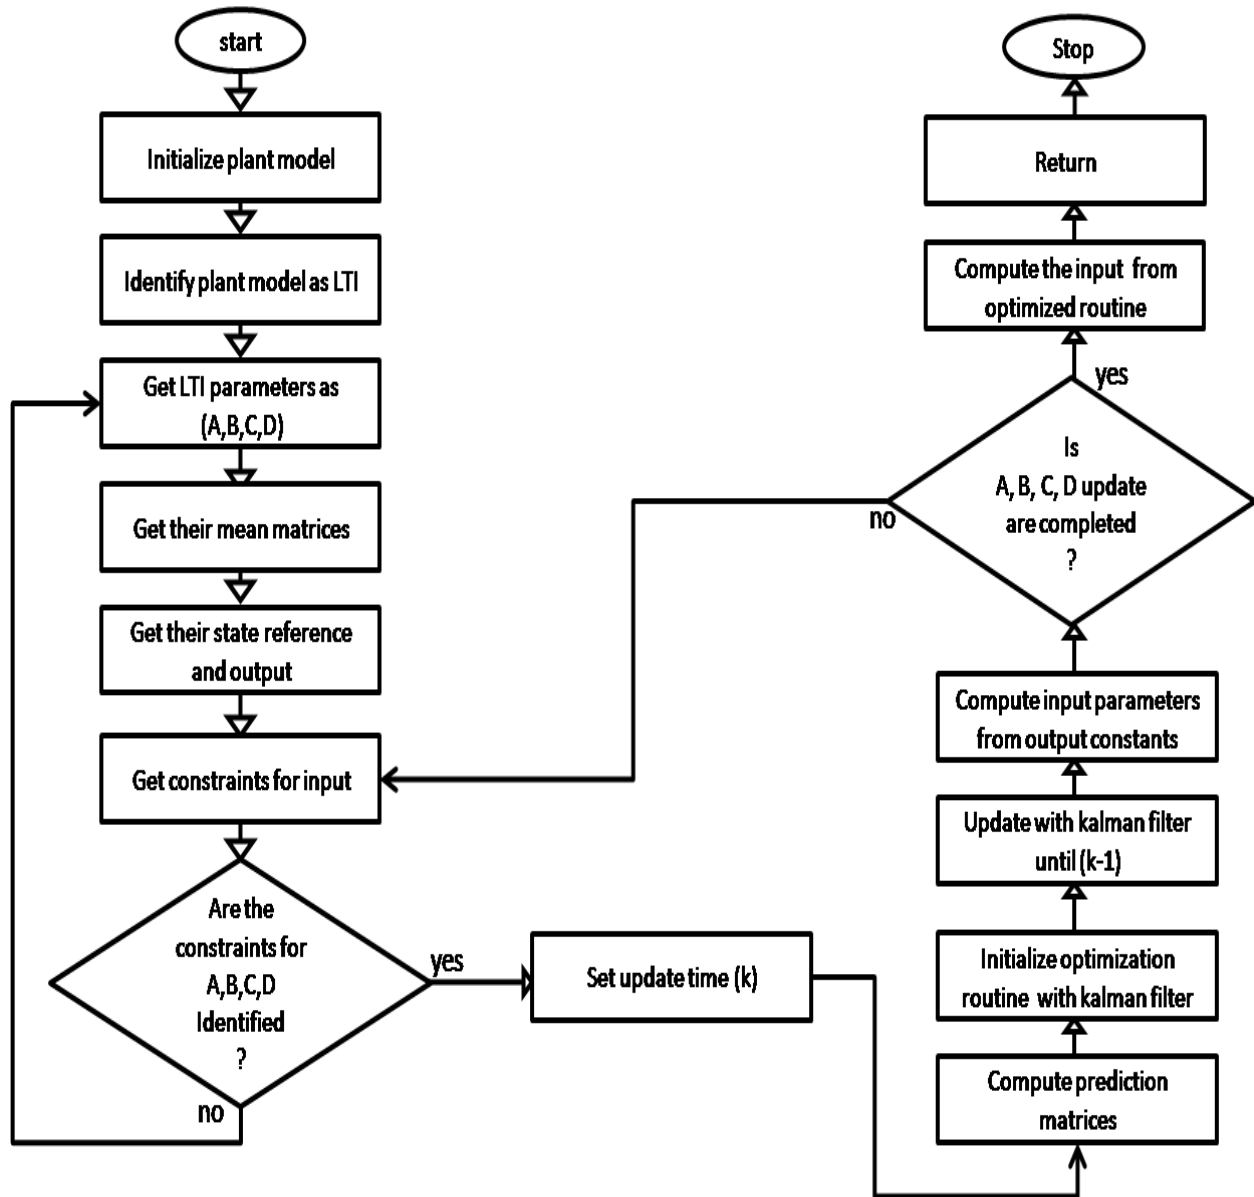 start
Initialize plant model
Identify plant model as LTI
Get LTI parameters as
(A,B,C,D)
Get their mean matrices
Get their state reference
and output
Get constraints for input
Are the
constraints for
A,B,C,D
Identified
?
no
yes
Set update time (k)
Compute prediction
matrices
Initialize optimization
routine with kalman filter
Update with kalman filter
until (k-1)
Compute input parameters
from output constants
Is
A, B, C, D update
are completed
?
no
yes
Compute the input from
optimized routine
Return
Stop